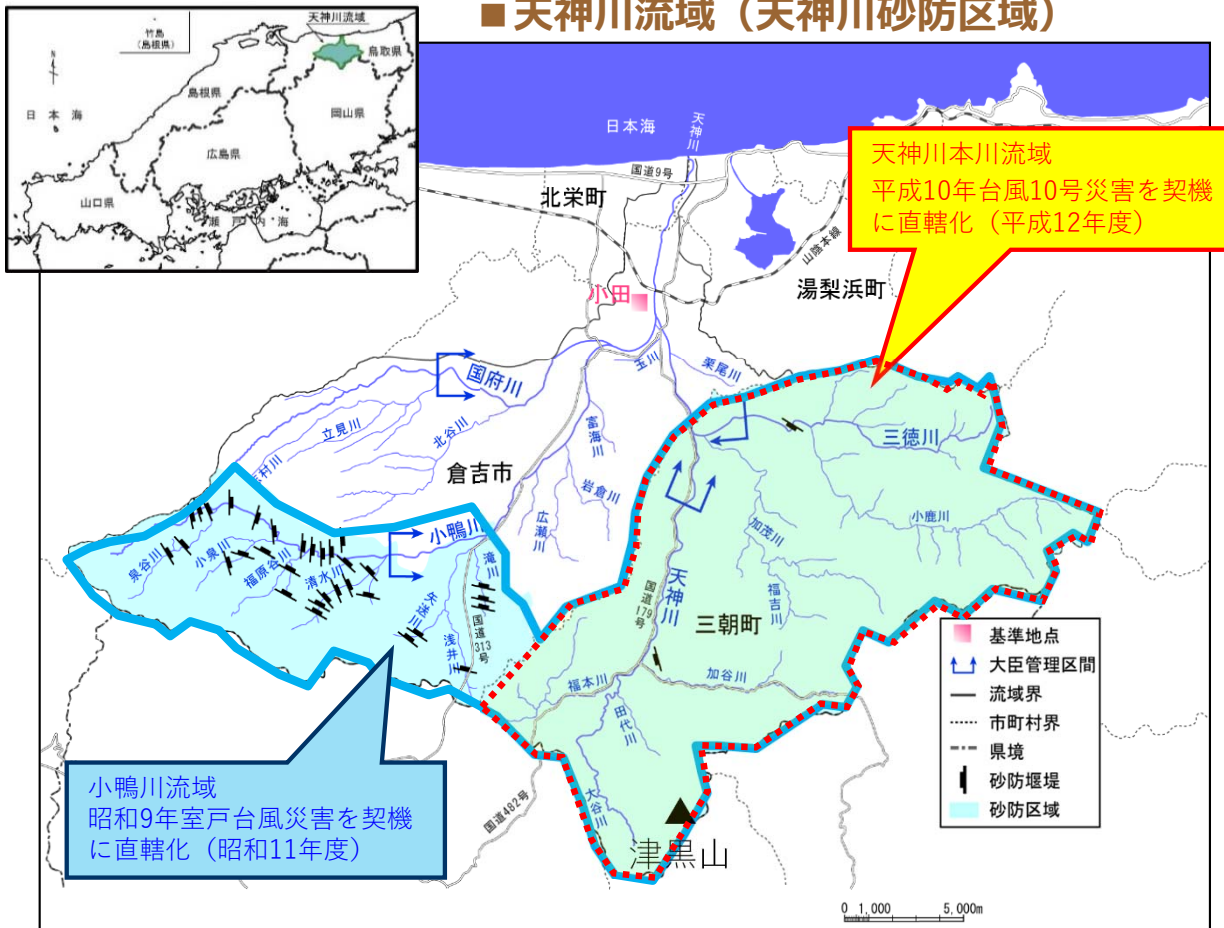 ■天神川流域（天神川砂防区域）
天神川流域
竹島
（島根県）
鳥取県
N
日本海
島根県
岡山県
広島県
山口県
瀬戸内海
日本海
天神川
国道9号
北栄町
天神川本川流域
平成10年台風10号災害を契機
に直轄化（平成12年度）
山陰本線
湯梨浜町
小田
玉川
栗尾川
国府川
立見川
北谷川
富海川
三徳川
倉吉市
岩倉川
広瀬川
小鹿川
小鴨川
加茂川
泉谷川
小泉川
福原谷川
清水川
滝川
矢送川
浅井川
国道313号
国道179号
天神川
福吉川
三朝町
加谷川
福本川
田代川
大谷川
国道482号
津黒山
小鴨川流域
昭和9年室戸台風災害を契機
に直轄化（昭和11年度）
基準地点
大臣管理区間
流域界
市町村界
県境
砂防堰堤
砂防区域
0 1,000 5,000m